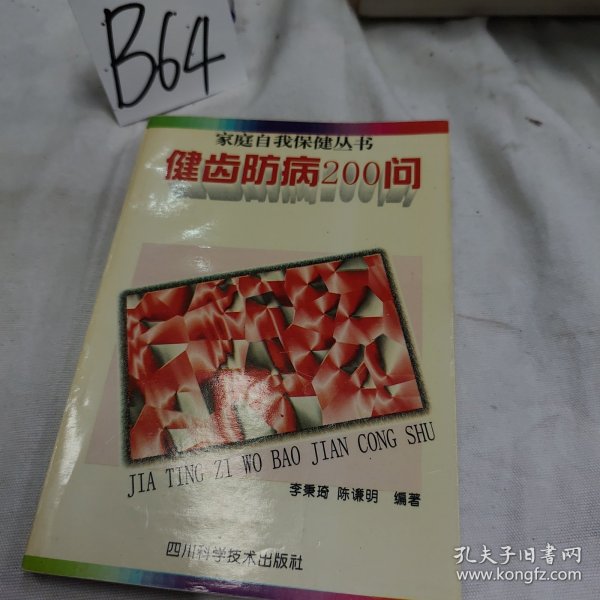 B64
家庭自我保健丛书
健齿防病200问
JIA TING ZI WO BAO JIAN CONG SHU
李秉琦 陈谦明 编著
四川科学技术出版社
孔夫子旧书网
www.kongfz.com